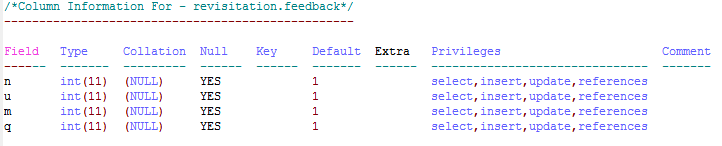 /*Column Information For - revisitation.feedback*/
--------------------------------------------------
Field   Type     Collation  Null    Key     Default  Extra   Privileges                       Comment
------  -------  ---------  ------  ------  -------  ------  -------------------------------  -------
n       int(11)  (NULL)     YES             1                select,insert,update,references
u       int(11)  (NULL)     YES             1                select,insert,update,references
m       int(11)  (NULL)     YES             1                select,insert,update,references
q       int(11)  (NULL)     YES             1                select,insert,update,references